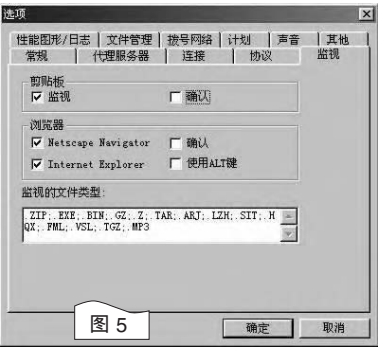 选项
性能图形/日志 文件管理 拨号网络 计划 声音 其他
常规 代理服务器 连接 协议 监视
剪贴板
监视 确认
浏览器
Netscape Navigator 确认
Internet Explorer 使用ALT键
监视的文件类型:
.ZIP;.EXE;.BIN;.GZ;.Z;.TAR;.ARJ;.LZH;.SIT;.H
QX;.FML;.VSL;.TGZ;.MP3
图 5
确定 取消